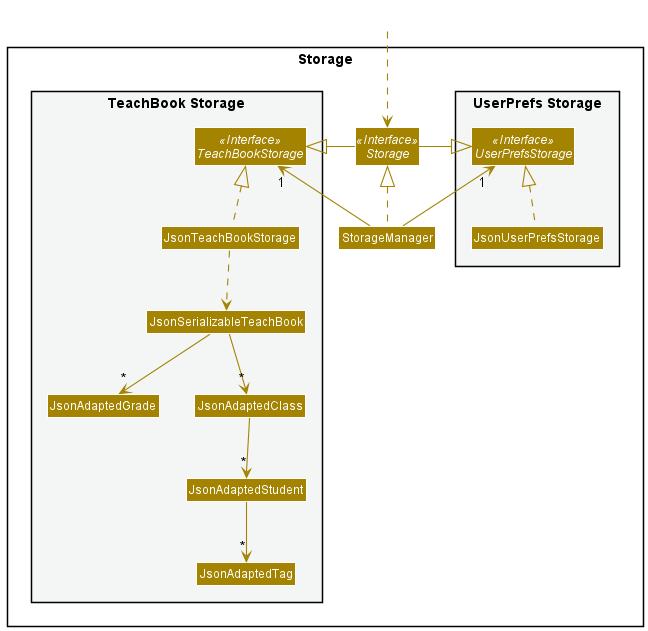 Storage
TeachBook Storage
UserPrefs Storage
«Interface»
TeachBookStorage
«Interface»
Storage
«Interface»
UserPrefsStorage
1
1
JsonTeachBookStorage
StorageManager
JsonUserPrefsStorage
JsonSerializableTeachBook
*
*
JsonAdaptedGrade
JsonAdaptedClass
*
JsonAdaptedStudent
*
JsonAdaptedTag